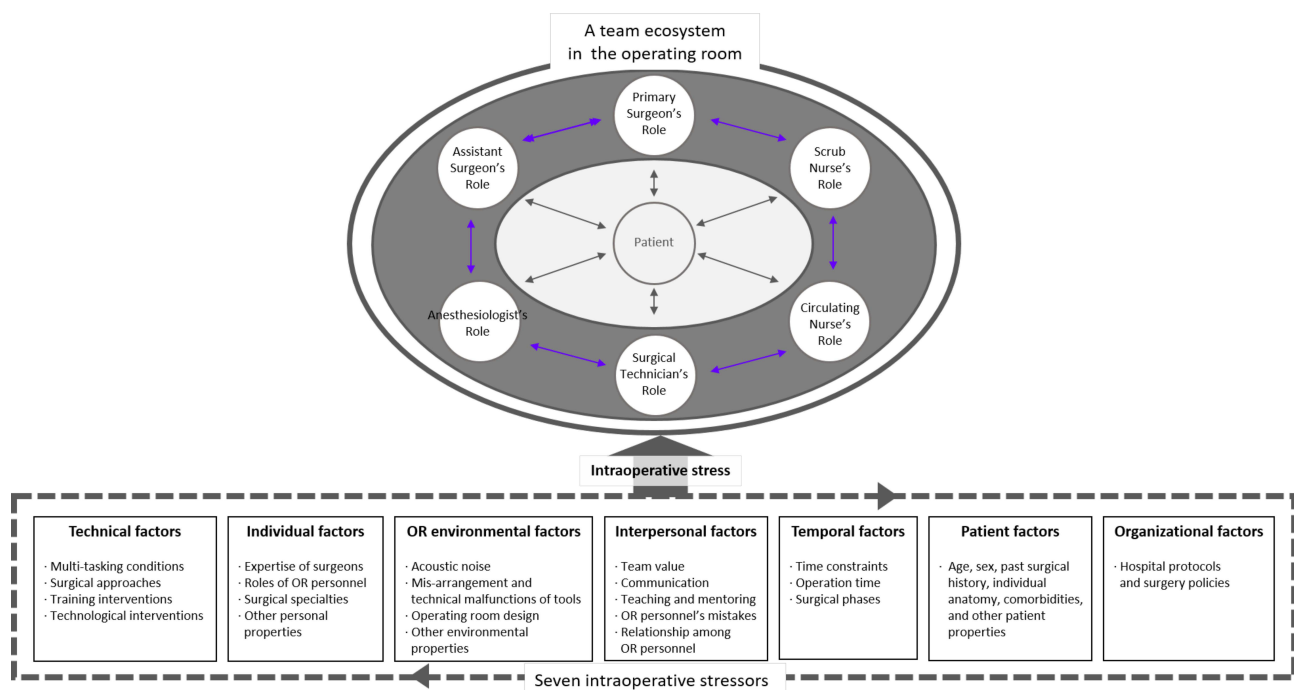 A team ecosystem
in the operating room
Primary
Surgeon's
Role
Assistant
Surgeon's
Role
Scrub
Nurse's
Role
Patient
Anesthesiologist's
Role
Circulating
Nurse's
Role
Surgical
Technician's
Role
Intraoperative stress
Technical factors
· Multi-tasking conditions
· Surgical approaches
· Training interventions
· Technological interventions
Individual factors
· Expertise of surgeons
· Roles of OR personnel
· Surgical specialties
· Other personal
properties
OR environmental factors
· Acoustic noise
· Mis-arrangement and
technical malfunctions of tools
· Operating room design
· Other environmental
properties
Interpersonal factors
· Team value
· Communication
· Teaching and mentoring
· OR personnel's mistakes
· Relationship among
OR personnel
Temporal factors
· Time constraints
· Operation time
· Surgical phases
Patient factors
· Age, sex, past surgical
history, individual
anatomy, comorbidities,
and other patient
properties
Organizational factors
· Hospital protocols
and surgery policies
Seven intraoperative stressors